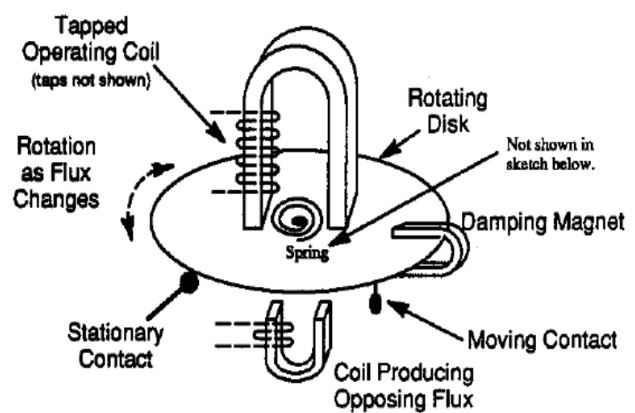 Tapped
Operating Coil
(taps not shown)
Rotating
Disk
Not shown in
sketch below.
Rotation
as Flux
Changes
Damping Magnet
Spring
Stationary
Contact
Moving Contact
Coil Producing
Opposing Flux